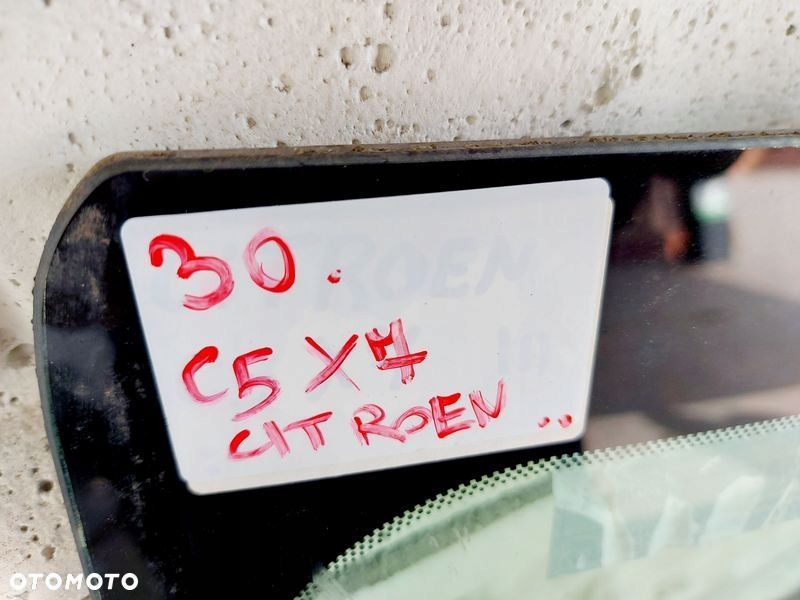 30.
C5 X7
CITROEN ..
OTOMOTO